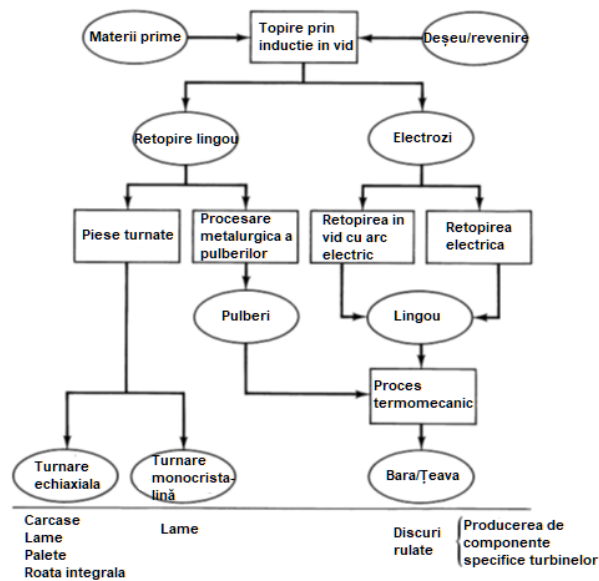 Materii prime
Topire prin
inductie in vid
Deșeu/revenire
Retopire lingou
Electrozi
Piese turnate
Procesare
metalurgica a
pulberilor
Retopirea in
vid cu arc
electric
Retopirea
electrica
Pulberi
Lingou
Proces
termomecanic
Turnare
echiaxiala
Turnare
monocrista-
lină
Bara/Țeava
Carcase
Lame
Palete
Roata integrala
Lame
Discuri
rulate
Producerea de
componente
specific turbinelor